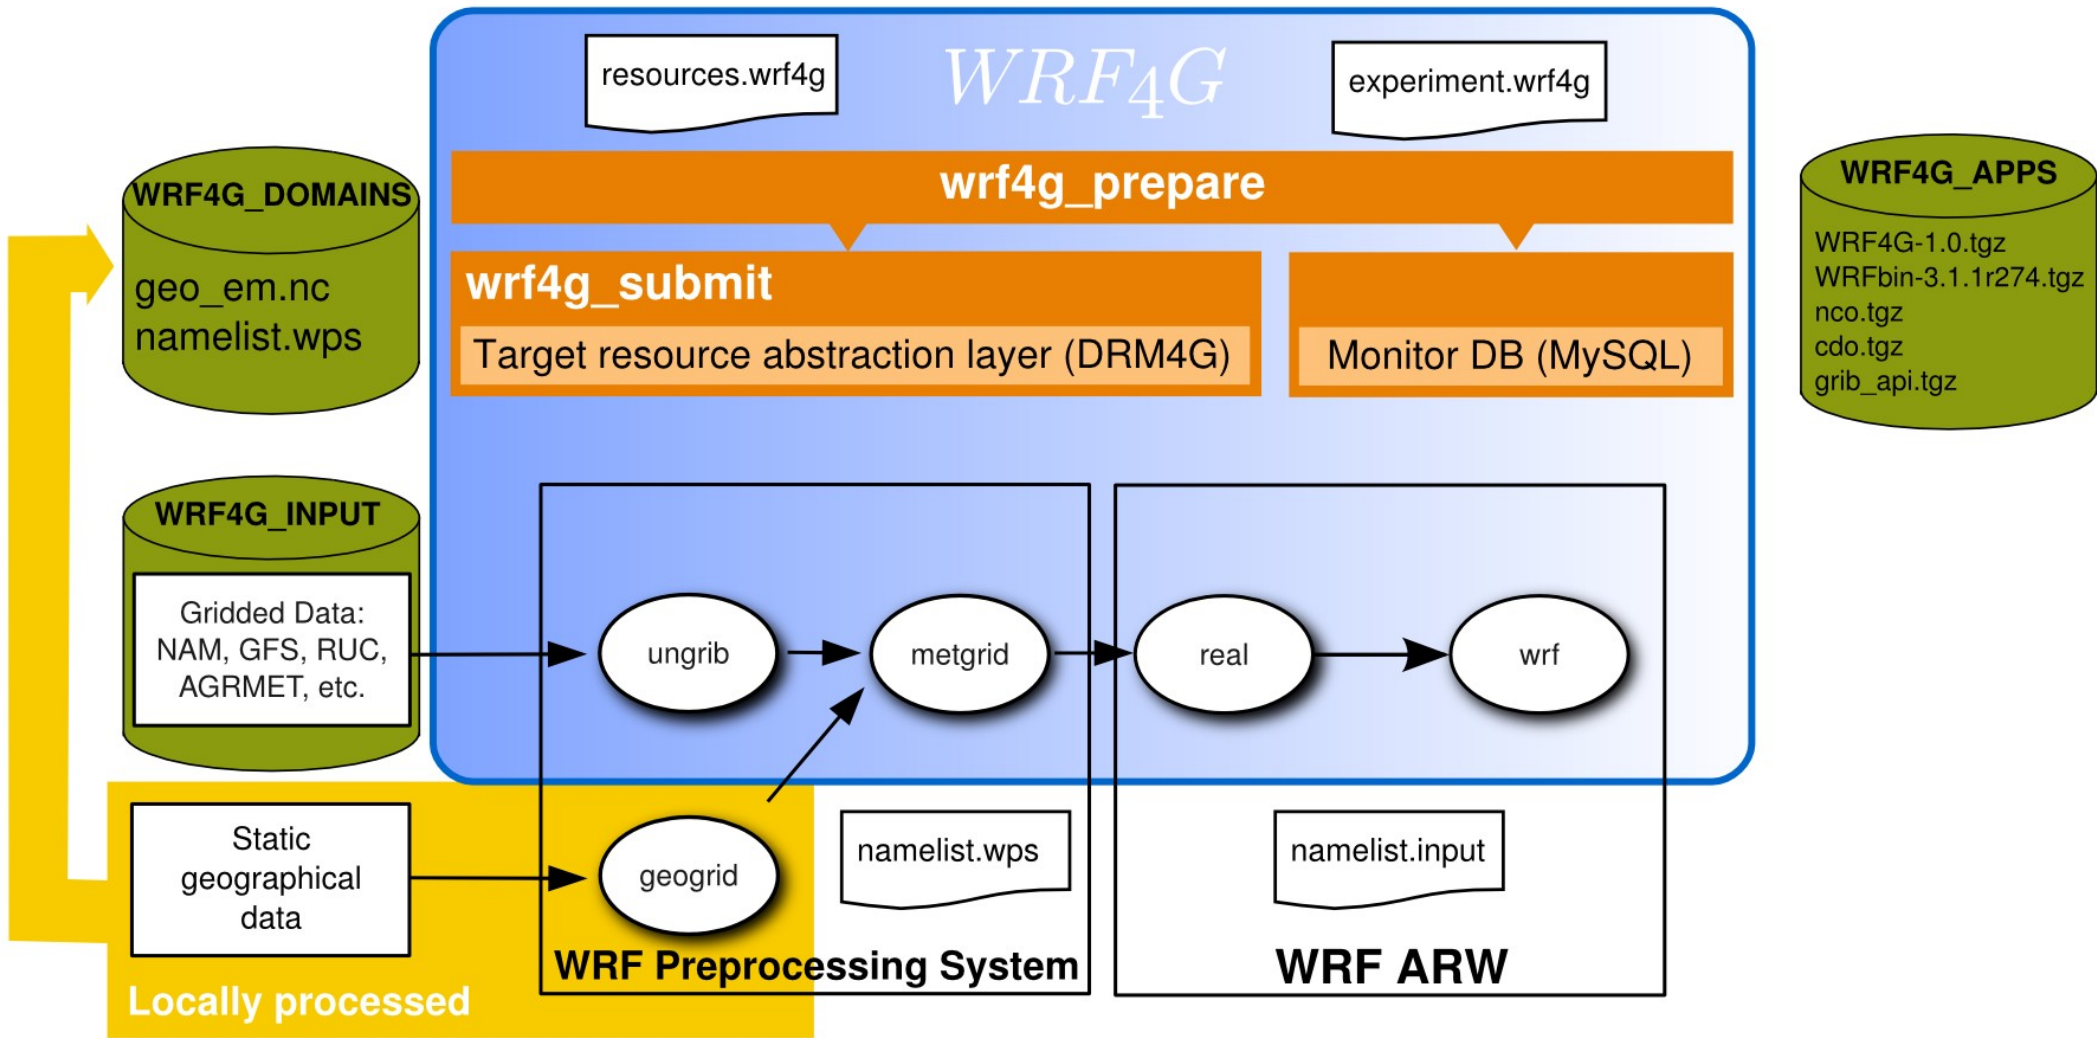 resources.wrf4g
WRF4G
experiment.wrf4g
wrf4g_prepare
WRF4G_DOMAINS
geo_em.nc
namelist.wps
wrf4g_submit
Target resource abstraction layer (DRM4G)
Monitor DB (MySQL)
WRF4G_APPS
WRF4G-1.0.tgz
WRFbin-3.1.1r274.tgz
nco.tgz
cdo.tgz
grib_api.tgz
WRF4G_INPUT
Gridded Data:
NAM, GFS, RUC,
AGRMET, etc.
ungrib
metgrid
real
wrf
Static
geographical
data
geogrid
namelist.wps
namelist.input
WRF Preprocessing System
WRF ARW
Locally processed